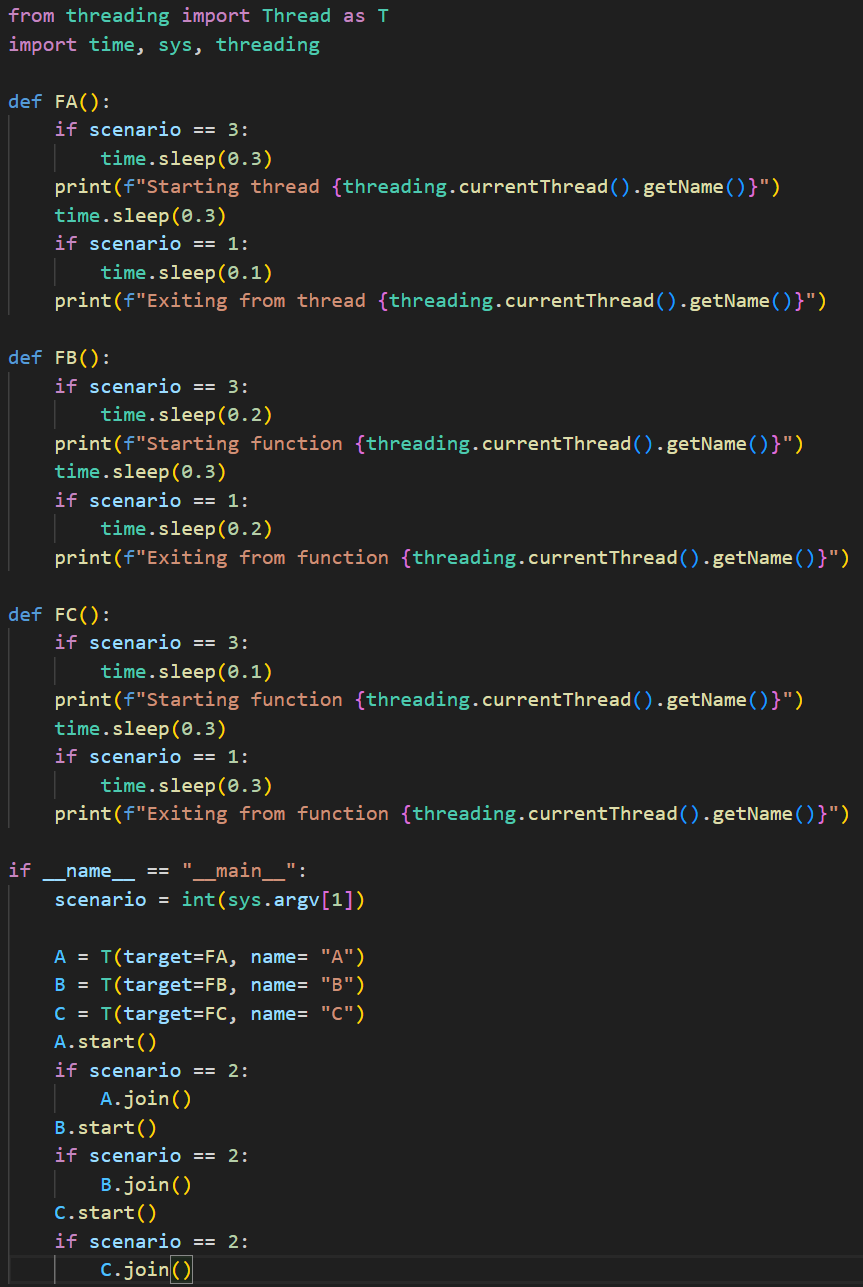 from threading import Thread as T
import time, sys, threading

def FA():
    if scenario == 3:
        time.sleep(0.3)
    print(f"Starting thread {threading.currentThread().getName()}")
    time.sleep(0.3)
    if scenario == 1:
        time.sleep(0.1)
    print(f"Exiting from thread {threading.currentThread().getName()}")

def FB():
    if scenario == 3:
        time.sleep(0.2)
    print(f"Starting function {threading.currentThread().getName()}")
    time.sleep(0.3)
    if scenario == 1:
        time.sleep(0.2)
    print(f"Exiting from function {threading.currentThread().getName()}")

def FC():
    if scenario == 3:
        time.sleep(0.1)
    print(f"Starting function {threading.currentThread().getName()}")
    time.sleep(0.3)
    if scenario == 1:
        time.sleep(0.3)
    print(f"Exiting from function {threading.currentThread().getName()}")

if __name__ == "__main__":
    scenario = int(sys.argv[1])

    A = T(target=FA, name= "A")
    B = T(target=FB, name= "B")
    C = T(target=FC, name= "C")
    A.start()
    if scenario == 2:
        A.join()
    B.start()
    if scenario == 2:
        B.join()
    C.start()
    if scenario == 2:
        C.join()